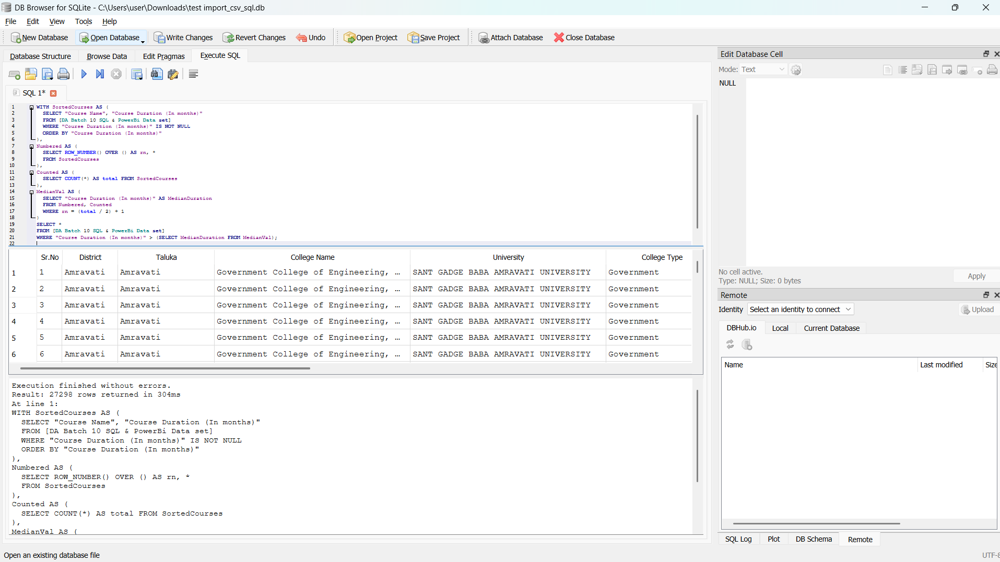 DB Browser for SQLite - C:\Users\user\Downloads\test import_csv_sql.db
File Edit View Tools Help
New Database Open Database Write Changes Revert Changes Undo Open Project Save Project Attach Database Close Database
Database Structure Browse Data Edit Pragmas Execute SQL
SQL 1*
1 WITH SortedCourses AS (
2 SELECT "Course Name", "Course Duration (In months)"
3 FROM [DA Batch 10 SQL & PowerBi Data set]
4 WHERE "Course Duration (In months)" IS NOT NULL
5 ORDER BY "Course Duration (In months)"
6 ),
7 Numbered AS (
8 SELECT ROW_NUMBER() OVER () AS rn, *
9 FROM SortedCourses
10 ),
11 Counted AS (
12 SELECT COUNT(*) AS total FROM SortedCourses
13 ),
14 MedianVal AS (
15 SELECT "Course Duration (In months)" AS MedianDuration
16 FROM Numbered, Counted
17 WHERE rn = (total / 2) + 1
18 )
19 SELECT *
20 FROM [DA Batch 10 SQL & PowerBi Data set]
21 WHERE "Course Duration (In months)" > (SELECT MedianDuration FROM MedianVal);
22
Sr.No District Taluka College Name University College Type
1 1 Amravati Amravati Government College of Engineering, ... SANT GADGE BABA AMRAVATI UNIVERSITY Government
2 2 Amravati Amravati Government College of Engineering, ... SANT GADGE BABA AMRAVATI UNIVERSITY Government
3 3 Amravati Amravati Government College of Engineering, ... SANT GADGE BABA AMRAVATI UNIVERSITY Government
4 4 Amravati Amravati Government College of Engineering, ... SANT GADGE BABA AMRAVATI UNIVERSITY Government
5 5 Amravati Amravati Government College of Engineering, ... SANT GADGE BABA AMRAVATI UNIVERSITY Government
6 6 Amravati Amravati Government College of Engineering, ... SANT GADGE BABA AMRAVATI UNIVERSITY Government
Execution finished without errors.
Result: 27298 rows returned in 304ms
At line 1:
WITH SortedCourses AS (
SELECT "Course Name", "Course Duration (In months)"
FROM [DA Batch 10 SQL & PowerBi Data set]
WHERE "Course Duration (In months)" IS NOT NULL
ORDER BY "Course Duration (In months)"
),
Numbered AS (
SELECT ROW_NUMBER() OVER () AS rn, *
FROM SortedCourses
),
Counted AS (
SELECT COUNT(*) AS total FROM SortedCourses
),
MedianVal AS (
Edit Database Cell
Mode: Text
NULL
No cell active.
Type: NULL; Size: 0 bytes
Apply
Remote
Identity Select an identity to connect Upload
DBHub.io Local Current Database
Name Last modified Size
SQL Log Plot DB Schema Remote
Open an existing database file
UTF-8